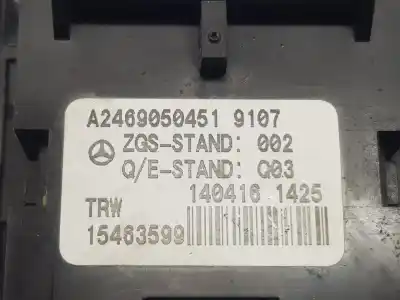 A2469050451 9107
ZGS-STAND: 002
Q/E-STAND: Q03
140416 1425
TRW
15463599